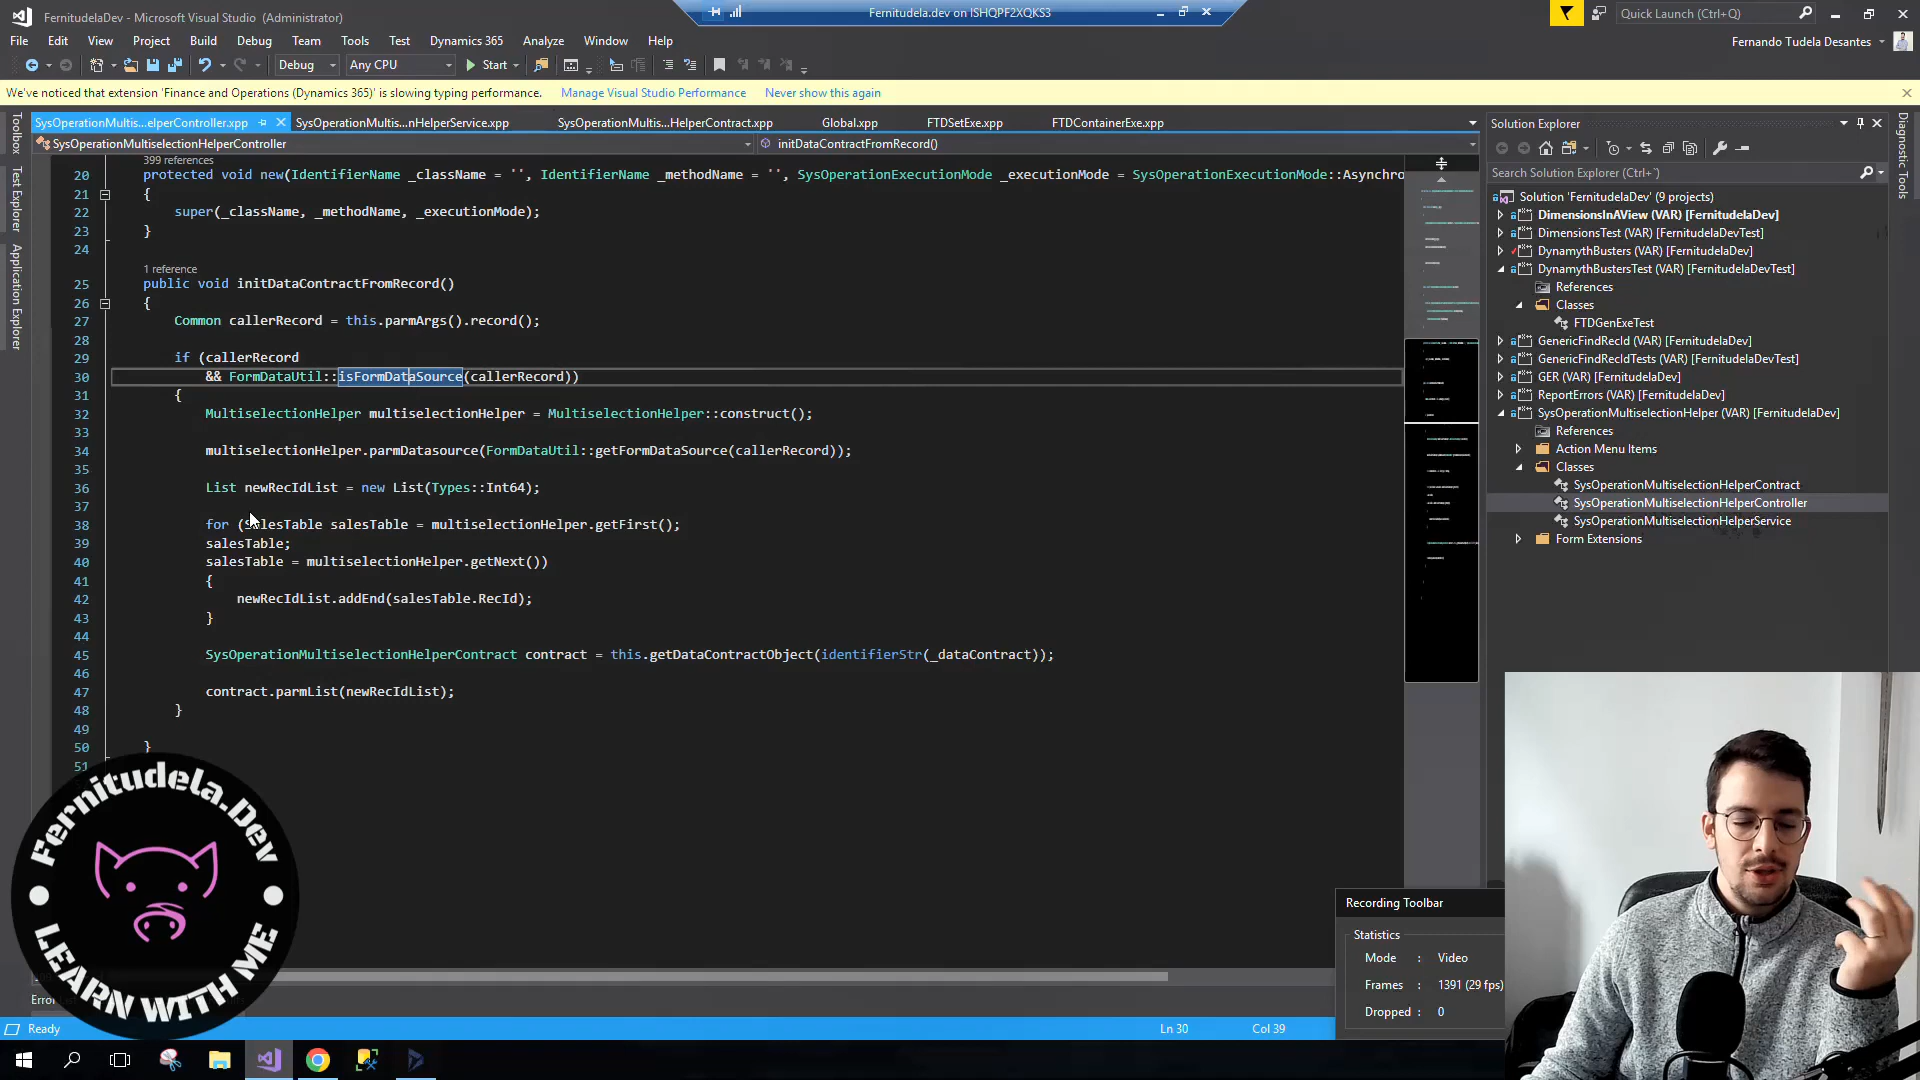 FernitudelaDev - Microsoft Visual Studio (Administrator)
Fernitudela.dev on ISHQPF2XQKS3
Quick Launch (Ctrl+Q)
File Edit View Project Build Debug Team Tools Test Dynamics 365 Analyze Window Help
Fernando Tudela Desantes
Debug Any CPU Start
We've noticed that extension 'Finance and Operations (Dynamics 365)' is slowing typing performance. Manage Visual Studio Performance Never show this again
Toolbox
Test Explorer
Application Explorer
SysOperationMultis...elperController.xpp SysOperationMultis...nHelperService.xpp SysOperationMultis...HelperContract.xpp Global.xpp FTDSetExe.xpp FTDContainerExe.xpp
SysOperationMultiselectionHelperController initDataContractFromRecord()
399 references
20 protected void new(IdentifierName _className = '', IdentifierName _methodName = '', SysOperationExecutionMode _executionMode = SysOperationExecutionMode::Asynchro
21 {
22 super(_className, _methodName, _executionMode);
23 }
24
1 reference
25 public void initDataContractFromRecord()
26 {
27 Common callerRecord = this.parmArgs().record();
28
29 if (callerRecord
30 && FormDataUtil::isFormDataSource(callerRecord))
31 {
32 MultiselectionHelper multiselectionHelper = MultiselectionHelper::construct();
33
34 multiselectionHelper.parmDatasource(FormDataUtil::getFormDataSource(callerRecord));
35
36 List newRecIdList = new List(Types::Int64);
37
38 for (SalesTable salesTable = multiselectionHelper.getFirst();
39 salesTable;
40 salesTable = multiselectionHelper.getNext())
41 {
42 newRecIdList.addEnd(salesTable.RecId);
43 }
44
45 SysOperationMultiselectionHelperContract contract = this.getDataContractObject(identifierStr(_dataContract));
46
47 contract.parmList(newRecIdList);
48 }
49
50 }
51
Solution Explorer
Search Solution Explorer (Ctrl+`)
Solution 'FernitudelaDev' (9 projects)
DimensionsInAView (VAR) [FernitudelaDev]
DimensionsTest (VAR) [FernitudelaDevTest]
DynamythBusters (VAR) [FernitudelaDev]
DynamythBustersTest (VAR) [FernitudelaDevTest]
References
Classes
FTDGenExeTest
GenericFindRecId (VAR) [FernitudelaDev]
GenericFindRecIdTests (VAR) [FernitudelaDev]
GER (VAR) [FernitudelaDev]
ReportErrors (VAR) [FernitudelaDev]
SysOperationMultiselectionHelper (VAR) [FernitudelaDev]
References
Action Menu Items
Classes
SysOperationMultiselectionHelperContract
SysOperationMultiselectionHelperController
SysOperationMultiselectionHelperService
Form Extensions
Diagnostic Tools
Fernitudela.Dev
LEARN WITH ME
Recording Toolbar
Statistics
Mode : Video
Frames : 1391 (29 fps)
Dropped : 0
Ready Ln 30 Col 39